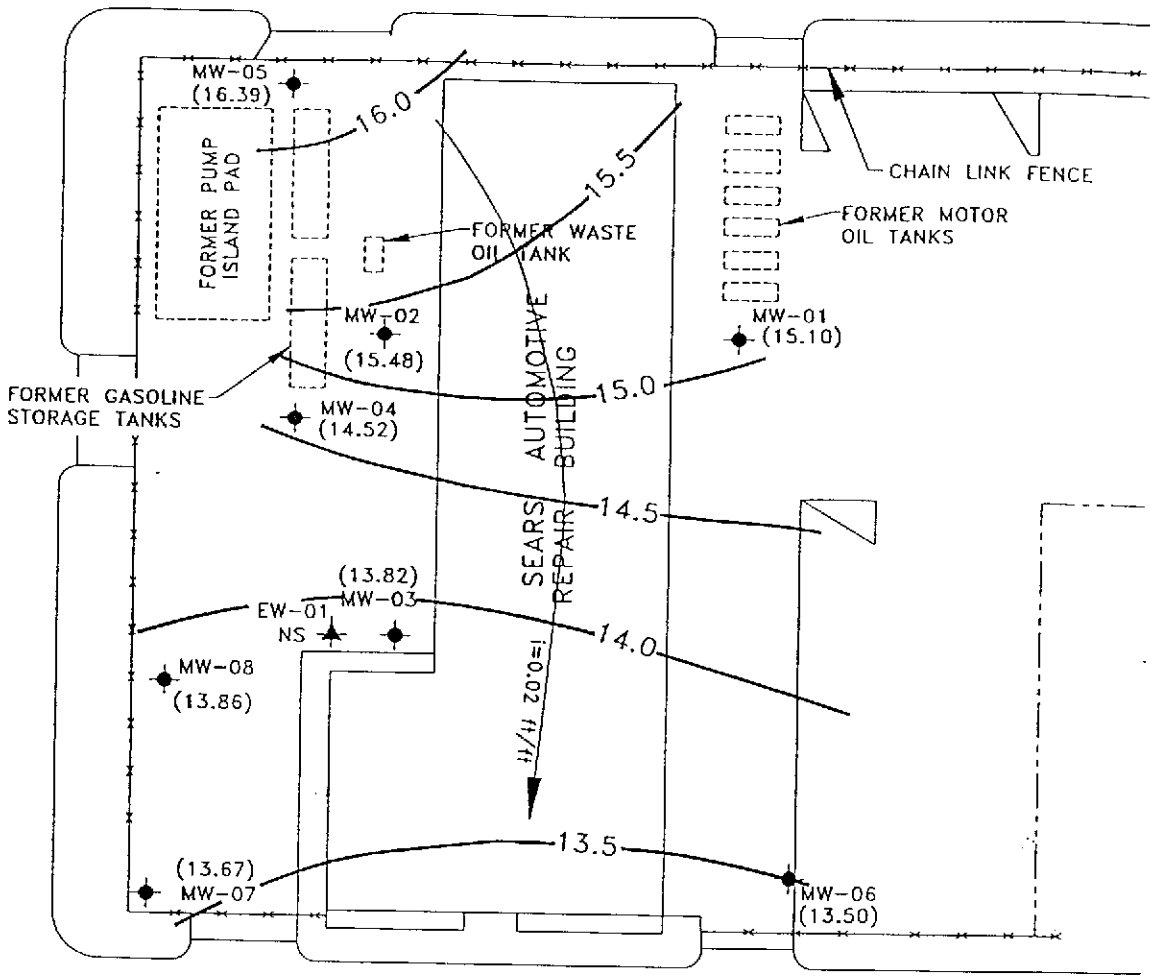 MW-05
(16.39)
16.0
FORMER PUMP
ISLAND PAD
15.5
CHAIN LINK FENCE
FORMER WASTE
OIL TANK
FORMER MOTOR
OIL TANKS
MW-02
(15.48)
MW-01
(15.10)
FORMER GASOLINE
STORAGE TANKS
15.0
MW-04
(14.52)
SEARS AUTOMOTIVE
REPAIR BUILDING
14.5
(13.82)
MW-03
EW-01
NS
14.0
MW-08
(13.86)
i=0.02 ft/ft
13.5
(13.67)
MW-07
MW-06
(13.50)